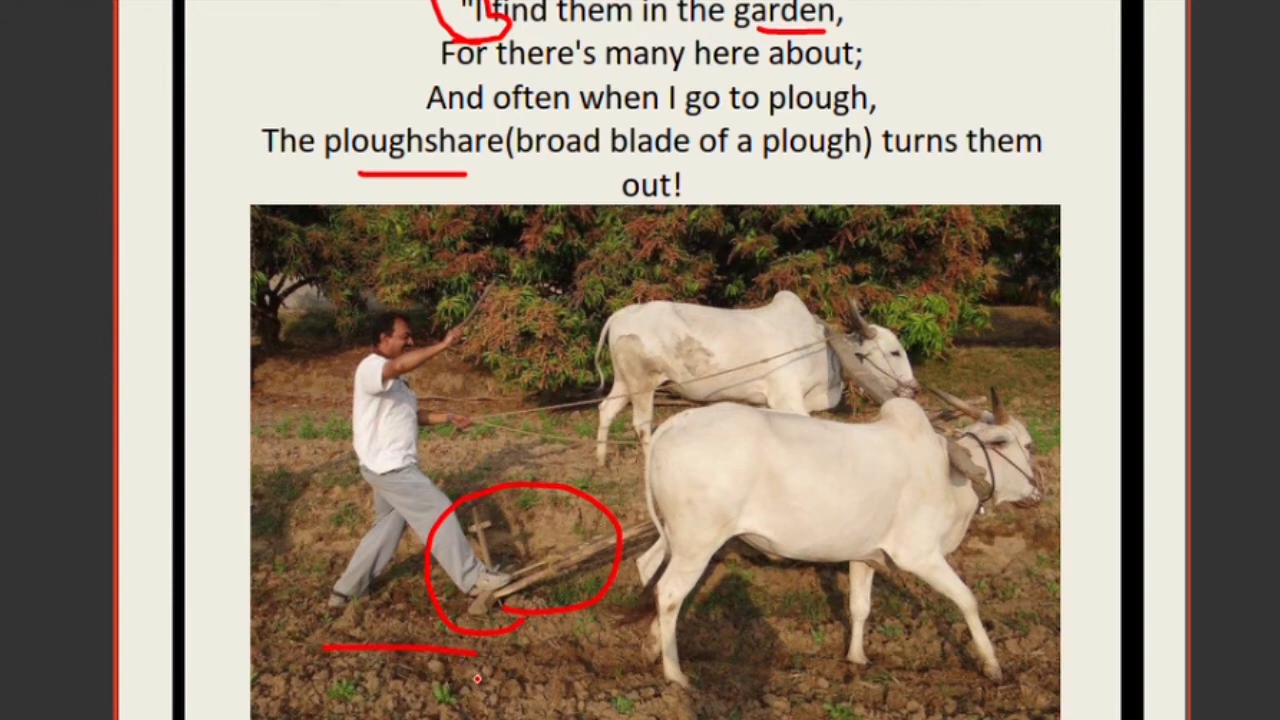 "I find them in the garden,
For there's many here about;
And often when I go to plough,
The ploughshare(broad blade of a plough) turns them
out!